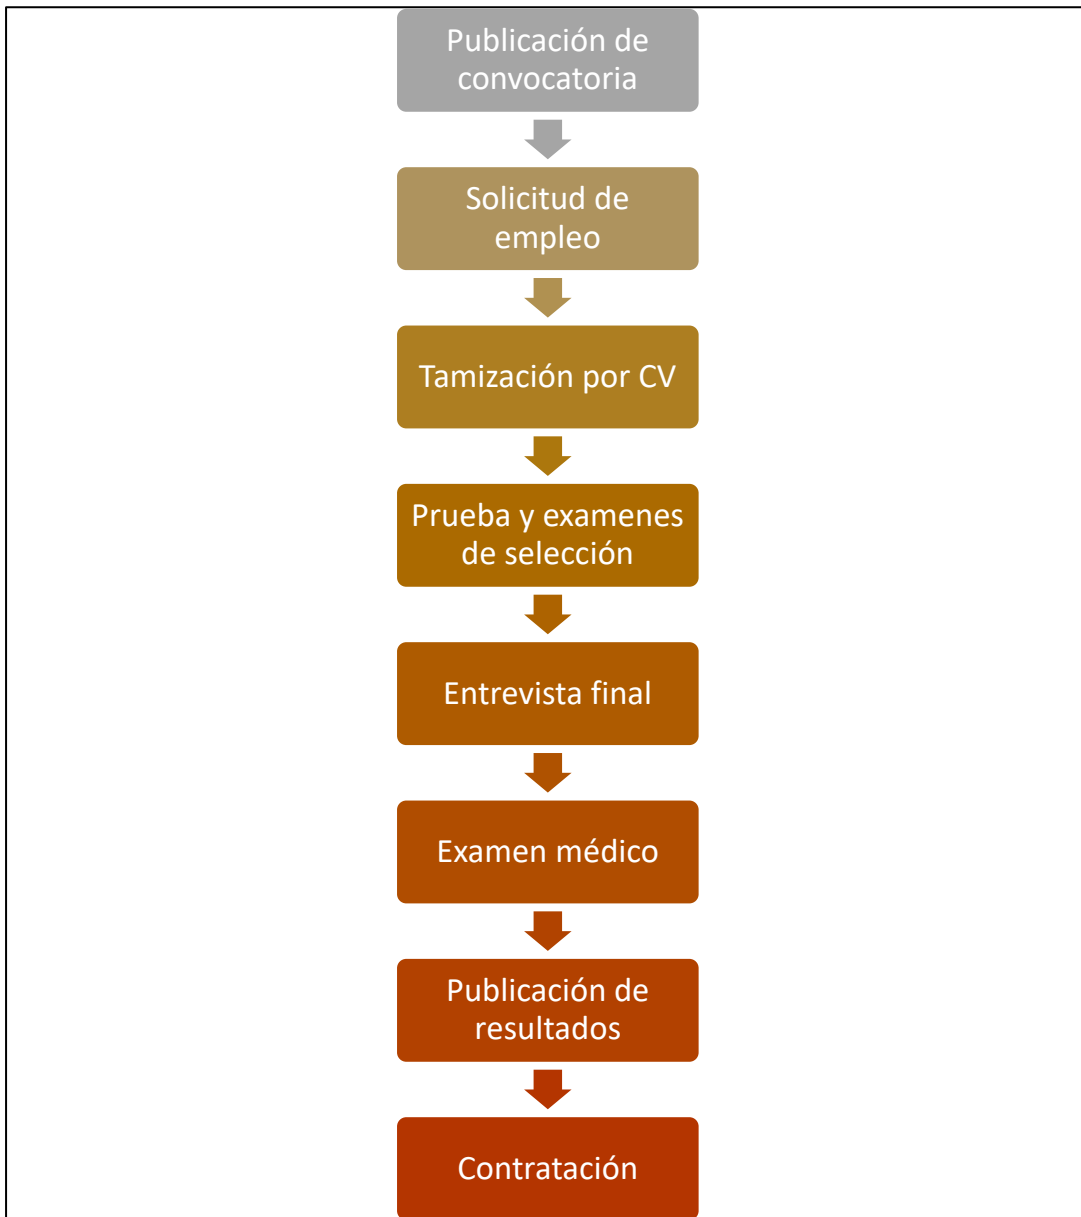 Publicación de
convocatoria
Solicitud de
empleo
Tamización por CV
Prueba y examenes
de selección
Entrevista final
Examen médico
Publicación de
resultados
Contratación